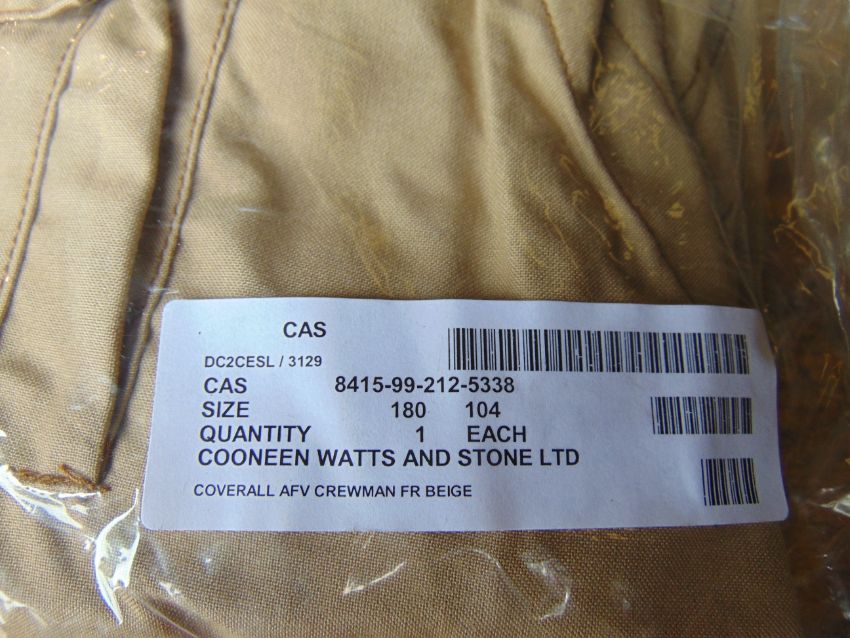 CAS
DC2CESL / 3129
CAS 8415-99-212-5338
SIZE 180 104
QUANTITY 1 EACH
COONEEN WATTS AND STONE LTD
COVERALL AFV CREWMAN FR BEIGE